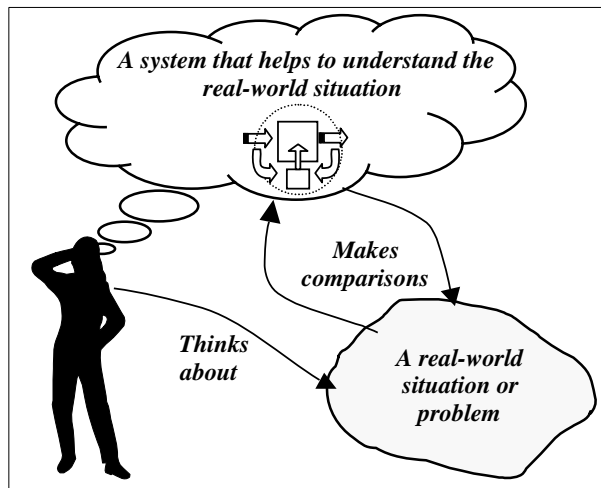 A system that helps to understand the
real-world situation
Makes
comparisons
Thinks
about
A real-world
situation or
problem